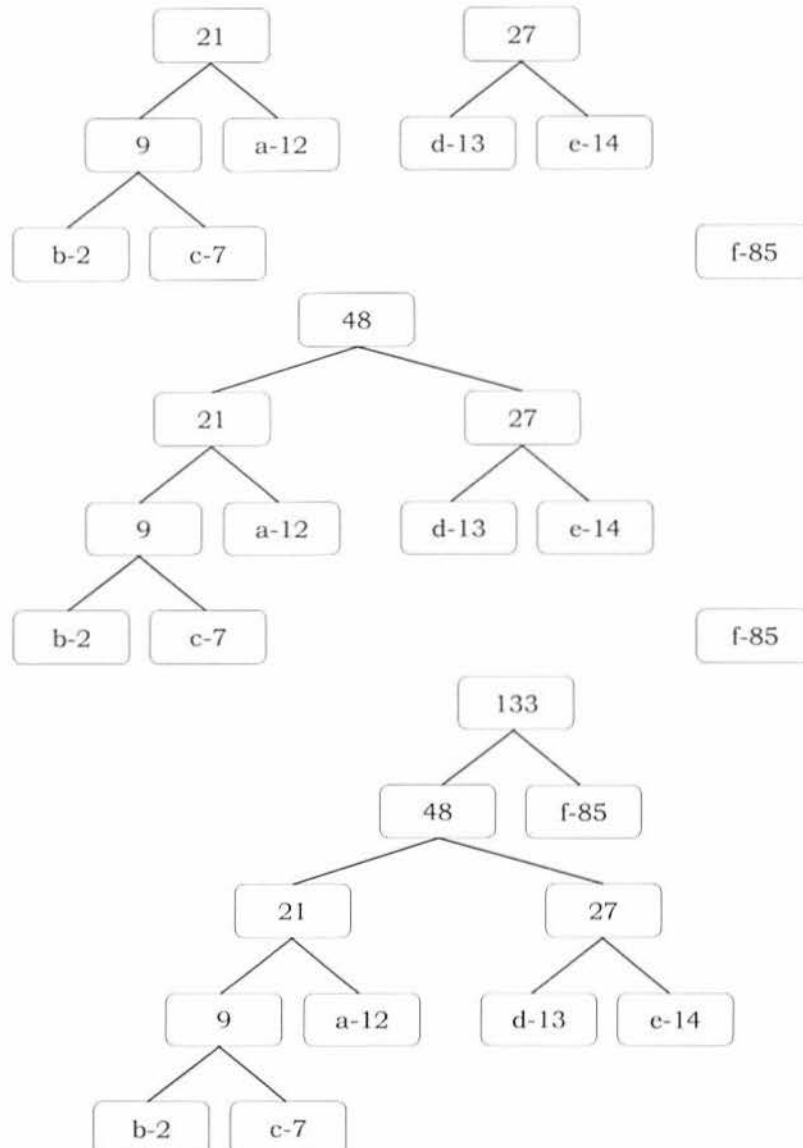 21 27
9 a-12 d-13 e-14
b-2 c-7 f-85
48
21 27
9 a-12 d-13 e-14
b-2 c-7 f-85
133
48 f-85
21 27
9 a-12 d-13 e-14
b-2 c-7